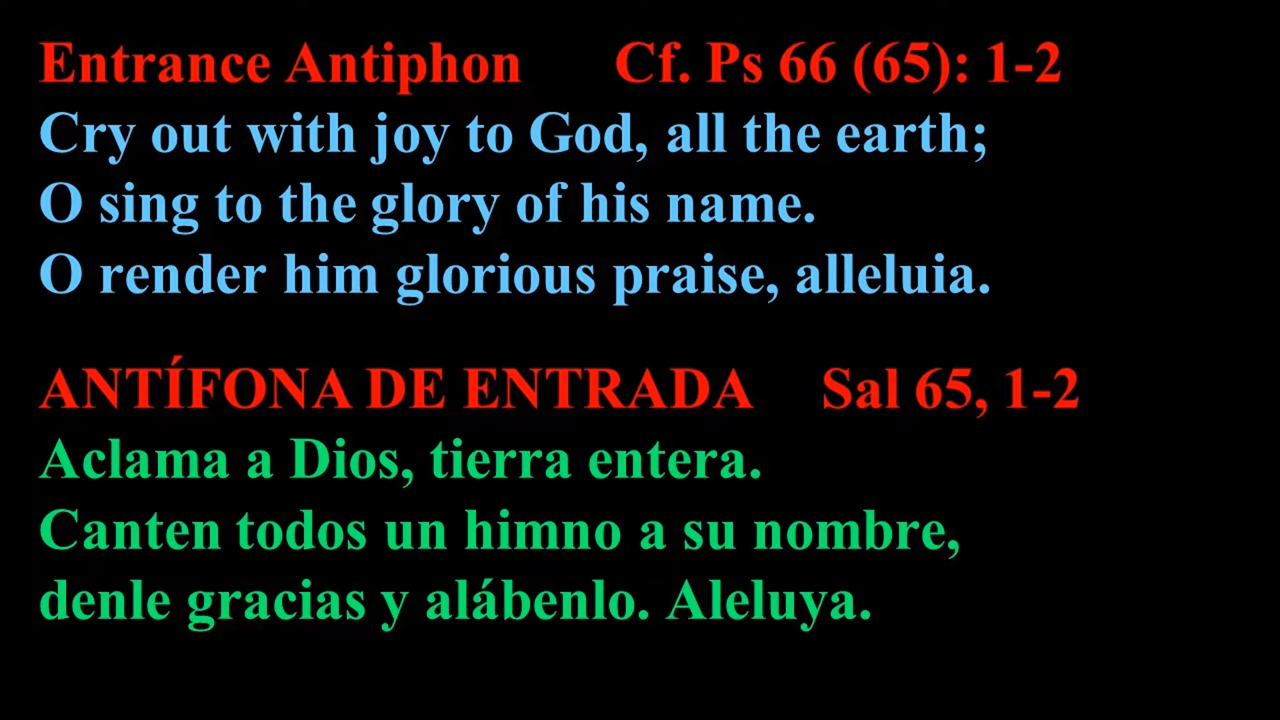 Entrance Antiphon Cf. Ps 66 (65): 1-2
Cry out with joy to God, all the earth;
O sing to the glory of his name.
O render him glorious praise, alleluia.
ANTÍFONA DE ENTRADA Sal 65, 1-2
Aclama a Dios, tierra entera.
Canten todos un himno a su nombre,
denle gracias y alábenlo. Aleluya.